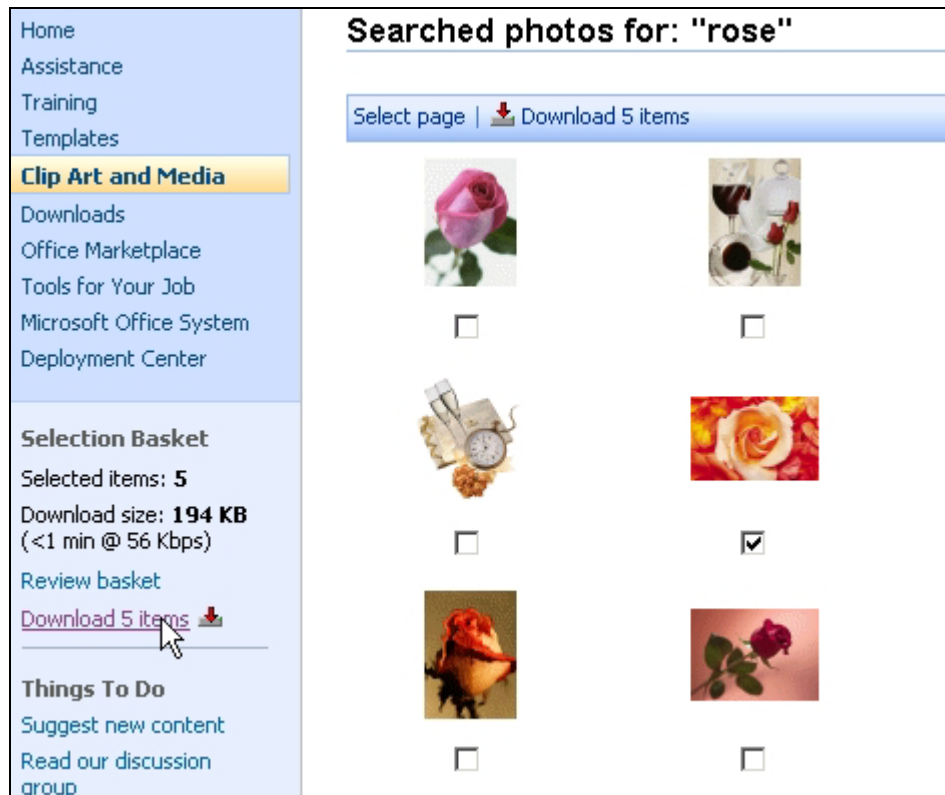 Home
Assistance
Training
Templates
Clip Art and Media
Downloads
Office Marketplace
Tools for Your Job
Microsoft Office System
Deployment Center
Selection Basket
Selected items: 5
Download size: 194 KB
(<1 min @ 56 Kbps)
Review basket
Download 5 items
Things To Do
Suggest new content
Read our discussion
group
Searched photos for: "rose"
Select page | Download 5 items